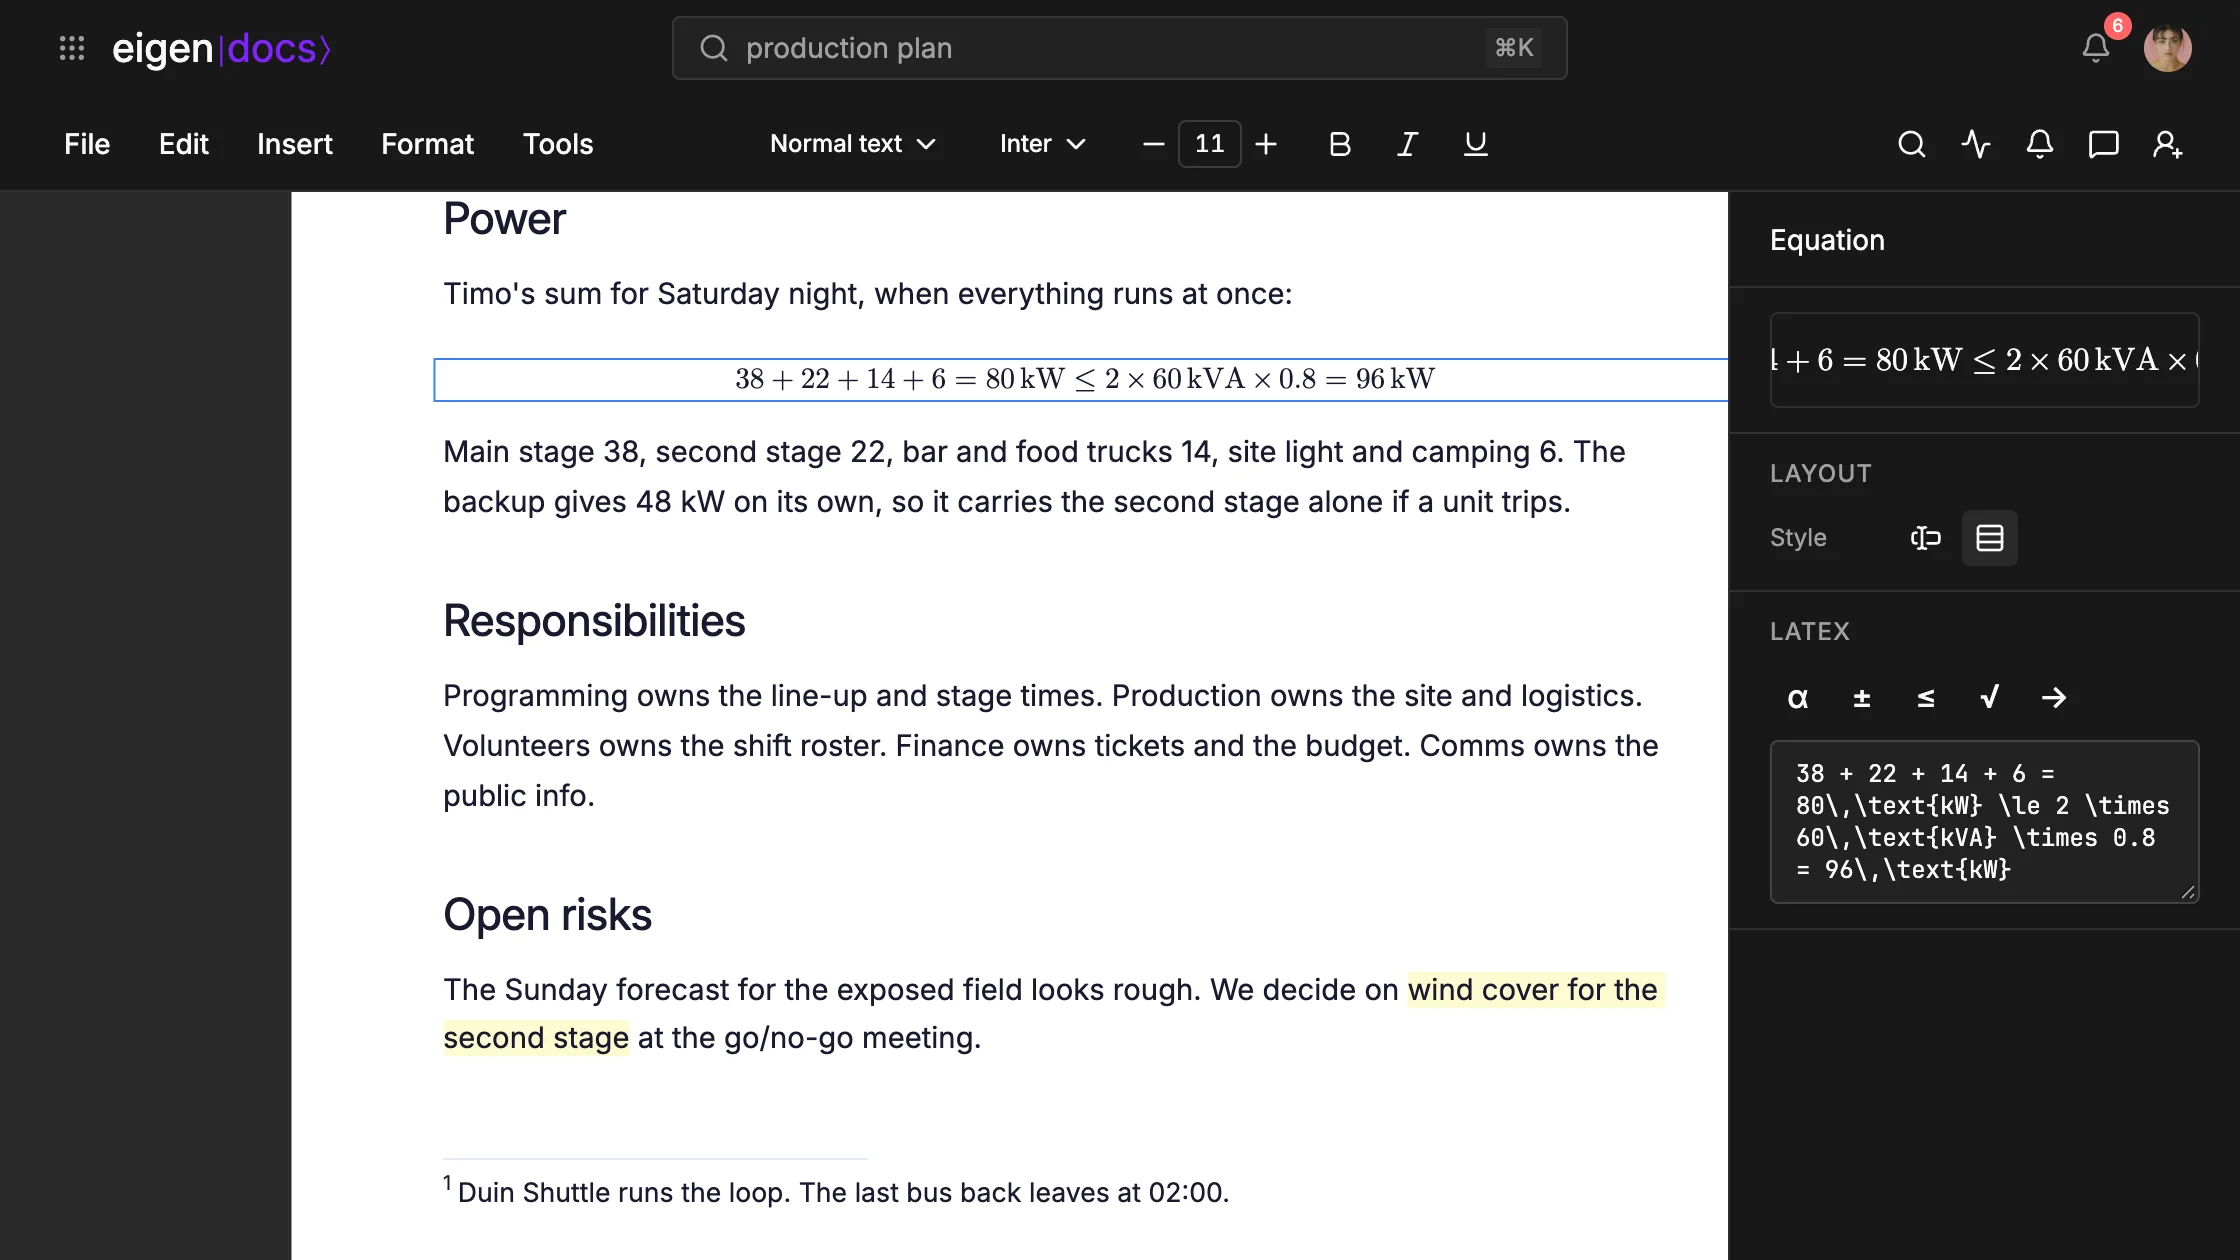 eigen|docs⟩
production plan
⌘K
6
File Edit Insert Format Tools
Normal text
Inter
11
B I U
Power
Timo's sum for Saturday night, when everything runs at once:
38 + 22 + 14 + 6 = 80 kW ≤ 2 × 60 kVA × 0.8 = 96 kW
Main stage 38, second stage 22, bar and food trucks 14, site light and camping 6. The
backup gives 48 kW on its own, so it carries the second stage alone if a unit trips.
Responsibilities
Programming owns the line-up and stage times. Production owns the site and logistics.
Volunteers owns the shift roster. Finance owns tickets and the budget. Comms owns the
public info.
Open risks
The Sunday forecast for the exposed field looks rough. We decide on wind cover for the
second stage at the go/no-go meeting.
1 Duin Shuttle runs the loop. The last bus back leaves at 02:00.
Equation
+ 6 = 80 kW ≤ 2 × 60 kVA ×
LAYOUT
Style
LATEX
α ± ≤ √ →
38 + 22 + 14 + 6 =
80\,\text{kW} \le 2 \times
60\,\text{kVA} \times 0.8
= 96\,\text{kW}